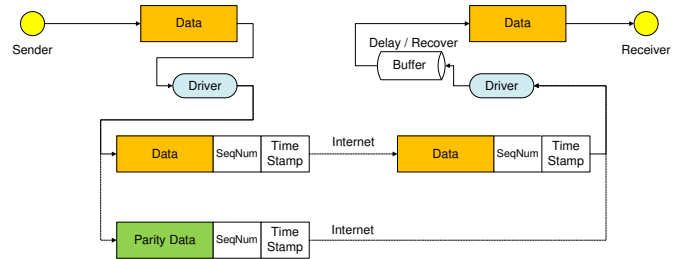 Data
Data
Sender
Delay / Recover
Receiver
Buffer
Driver
Driver
Internet
Data
SeqNum
Time
Stamp
Data
SeqNum
Time
Stamp
Internet
Parity Data
SeqNum
Time
Stamp